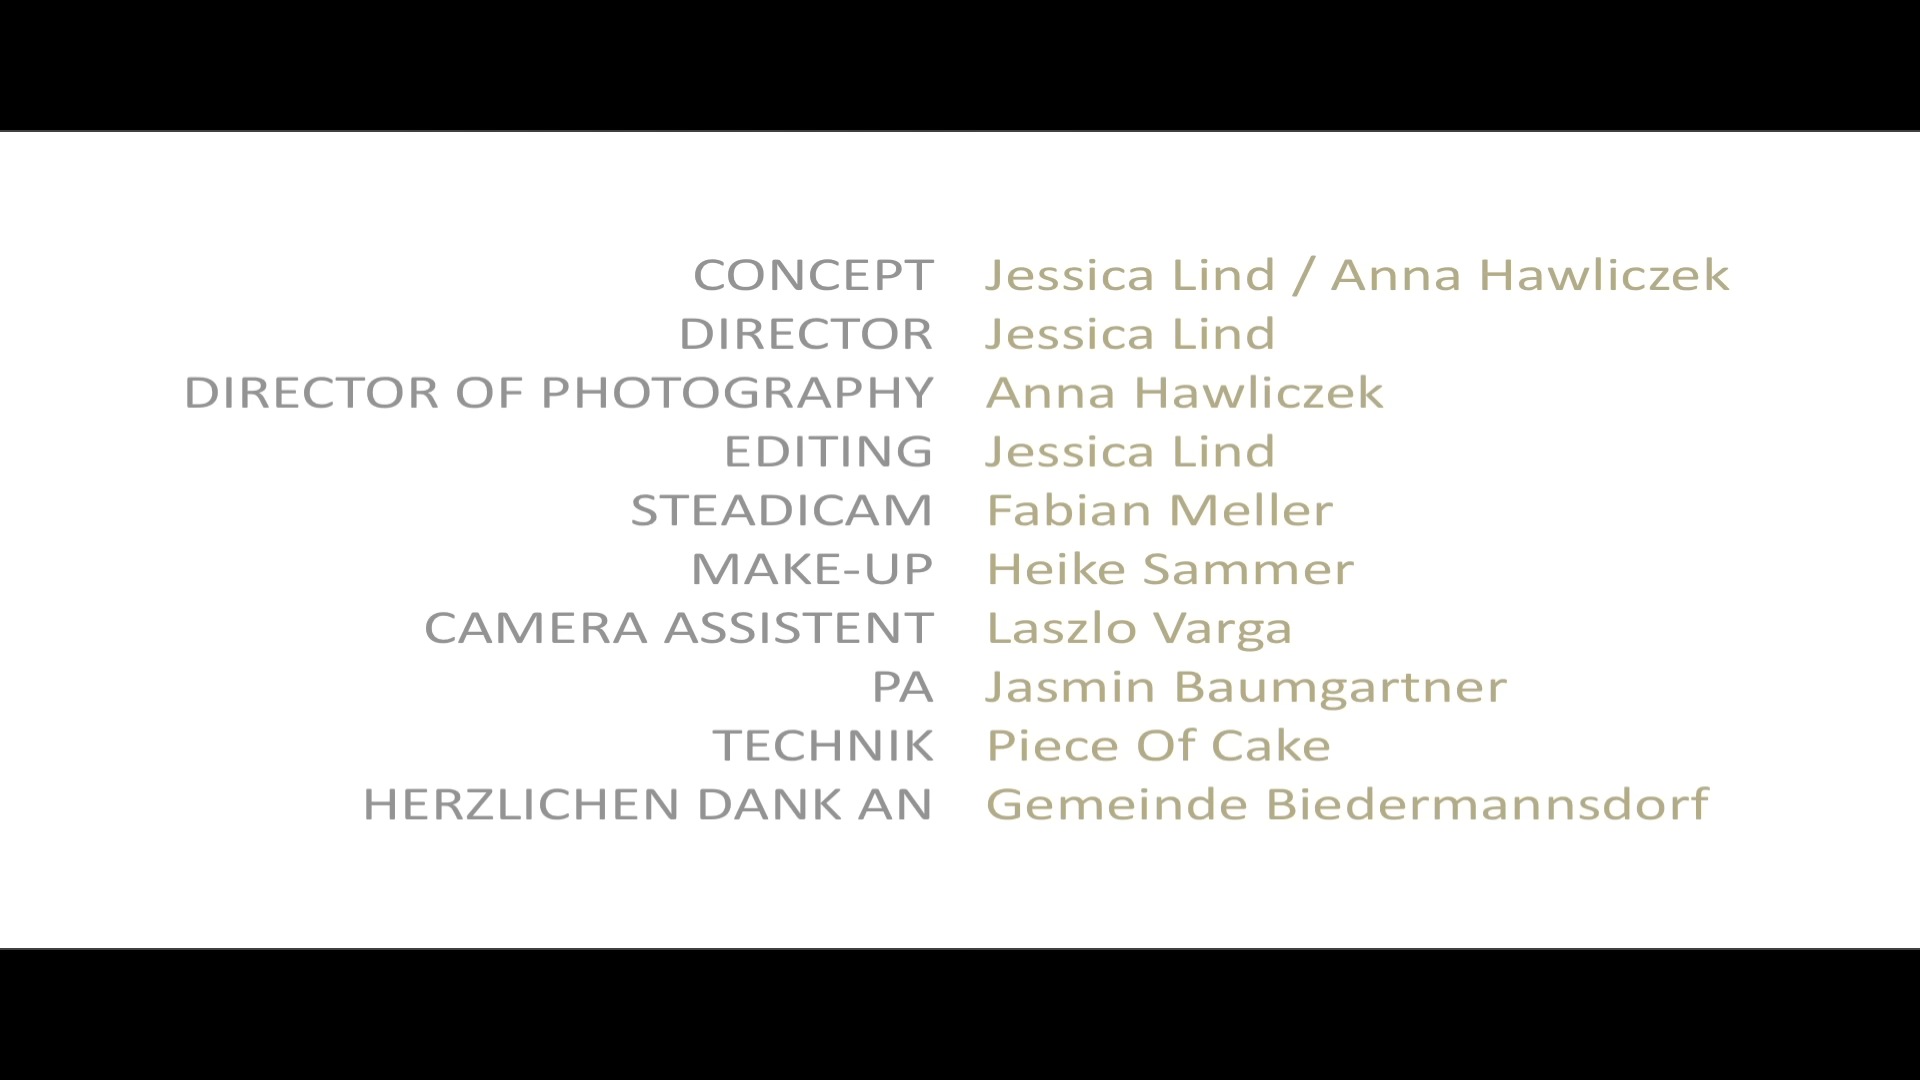 CONCEPT Jessica Lind / Anna Hawliczek
DIRECTOR Jessica Lind
DIRECTOR OF PHOTOGRAPHY Anna Hawliczek
EDITING Jessica Lind
STEADICAM Fabian Meller
MAKE-UP Heike Sammer
CAMERA ASSISTENT Laszlo Varga
PA Jasmin Baumgartner
TECHNIK Piece Of Cake
HERZLICHEN DANK AN Gemeinde Biedermannsdorf